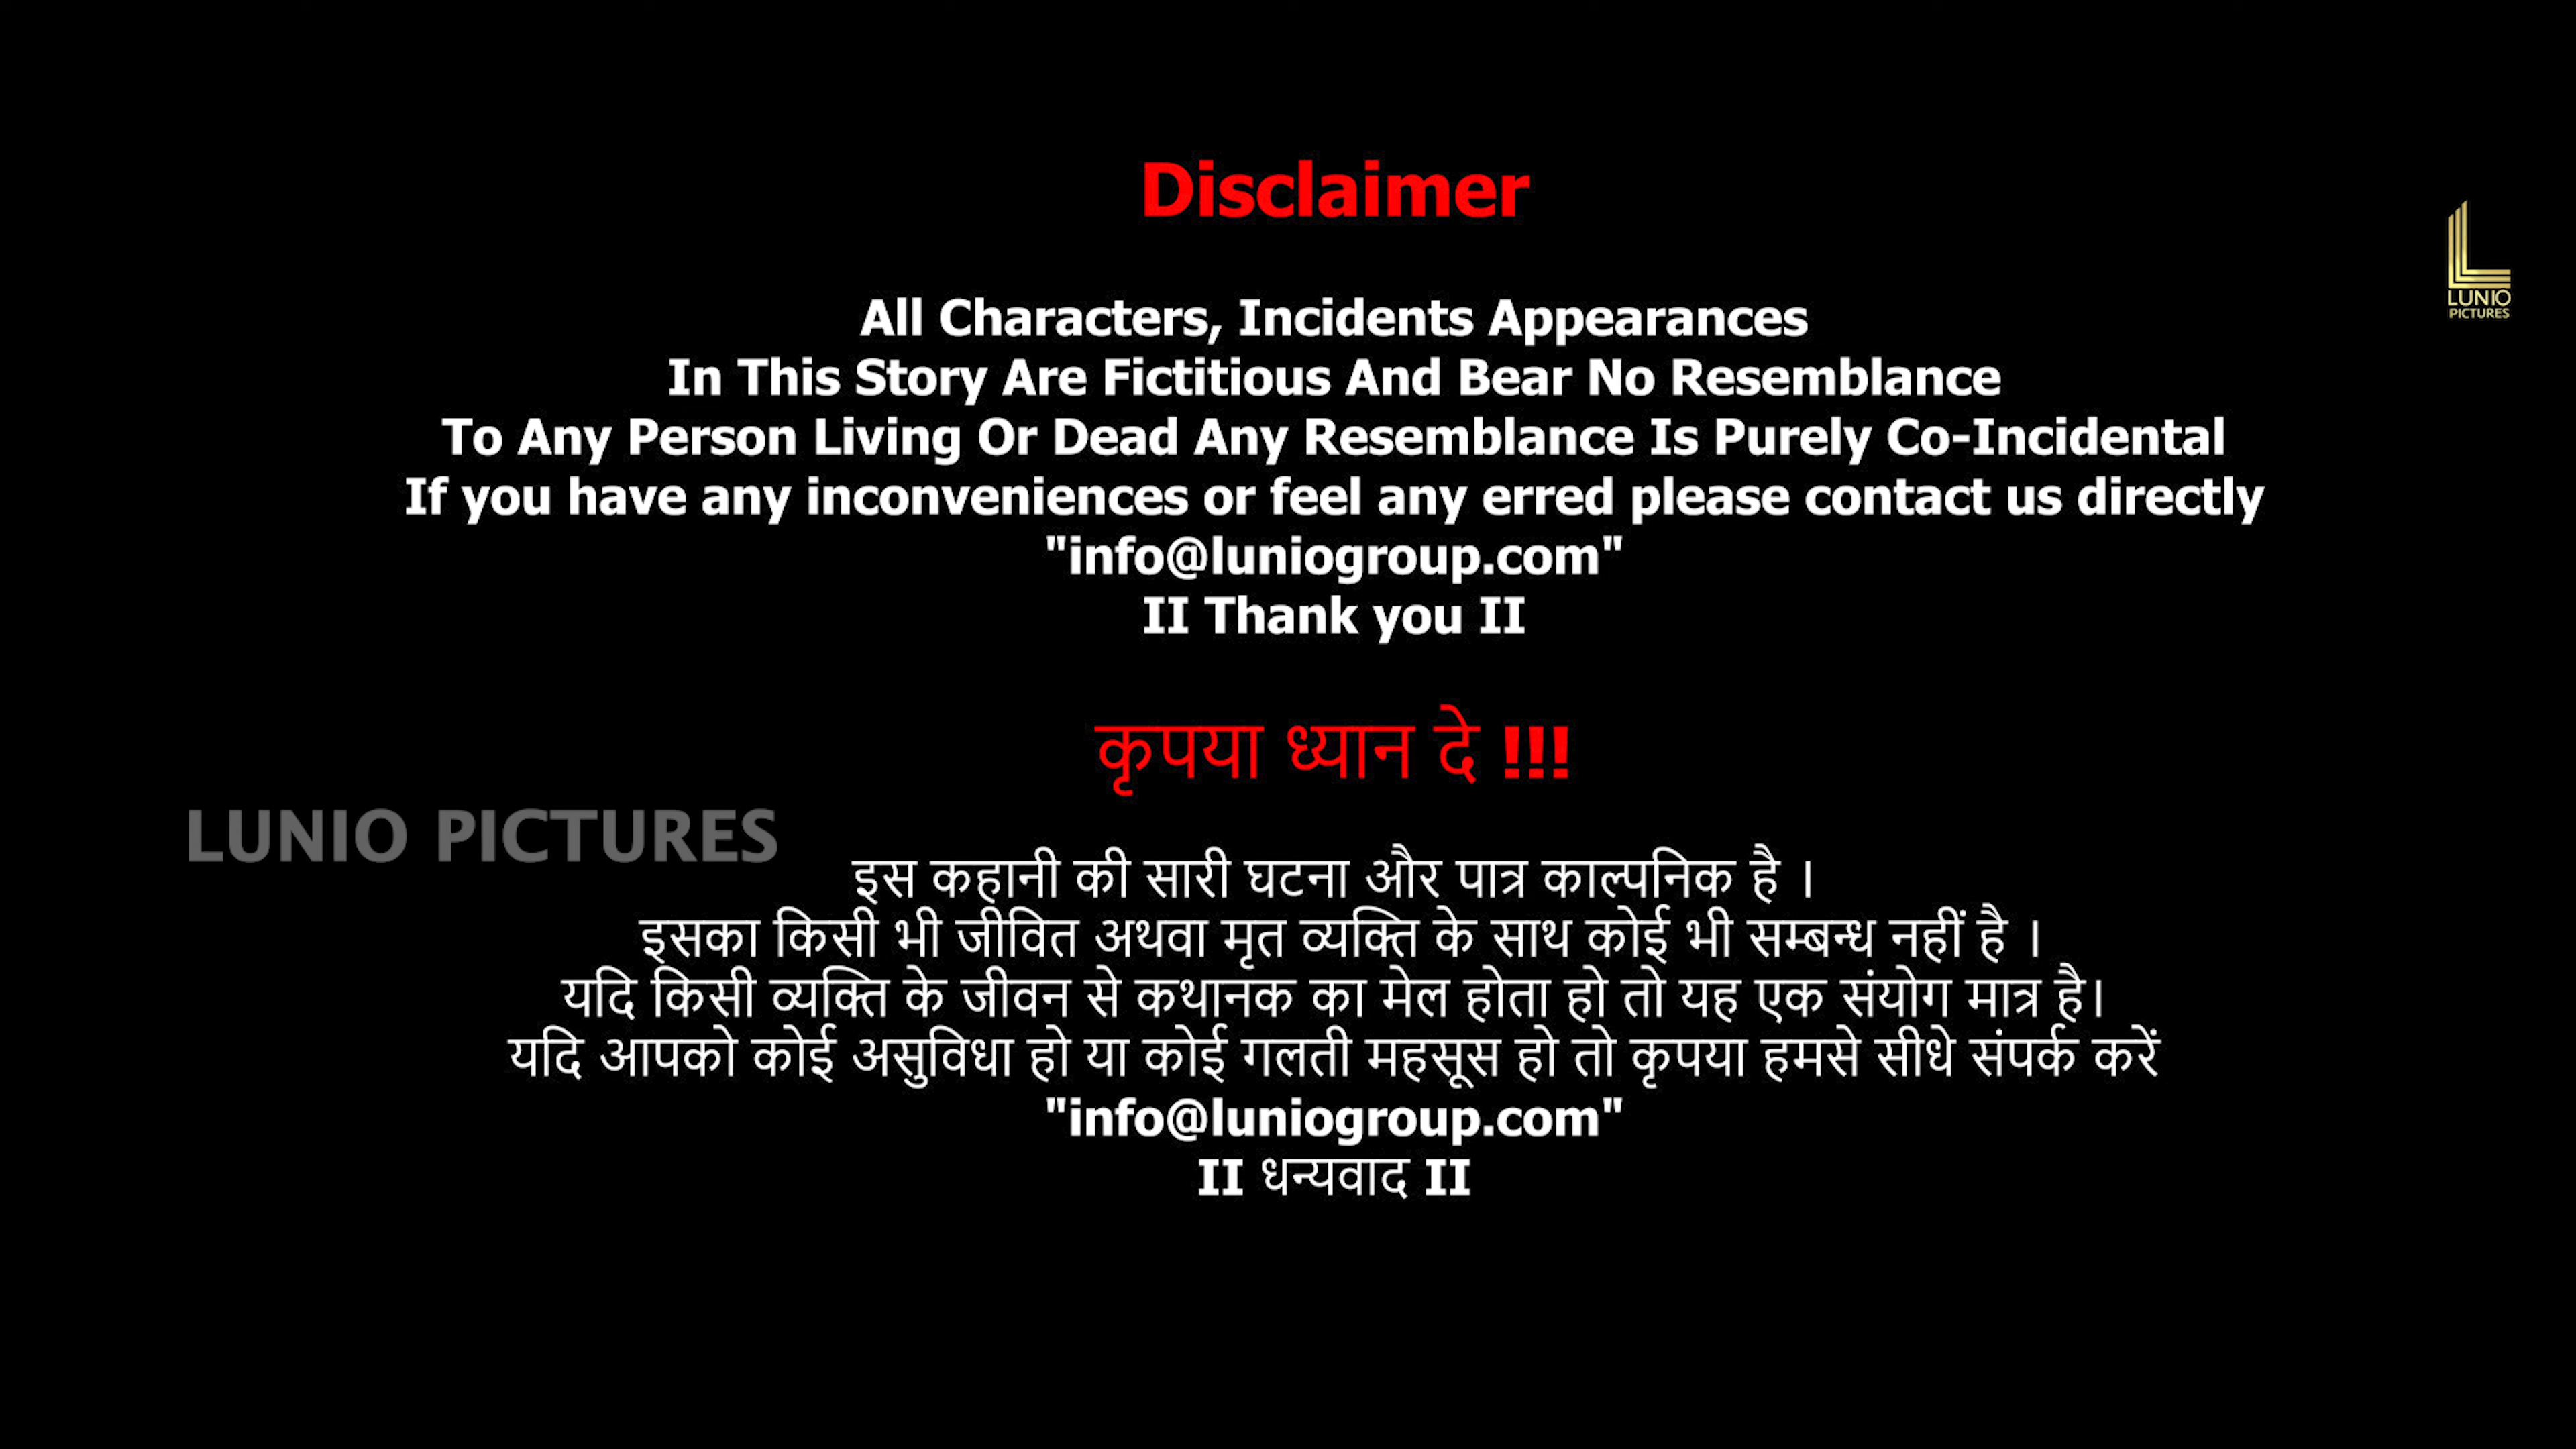 Disclaimer
LUNIO
PICTURES
All Characters, Incidents Appearances
In This Story Are Fictitious And Bear No Resemblance
To Any Person Living Or Dead Any Resemblance Is Purely Co-Incidental
If you have any inconveniences or feel any erred please contact us directly
"info@luniogroup.com"
II Thank you II
कृपया ध्यान दे !!!
LUNIO PICTURES
इस कहानी की सारी घटना और पात्र काल्पनिक है ।
इसका किसी भी जीवित अथवा मृत व्यक्ति के साथ कोई भी सम्बन्ध नहीं है ।
यदि किसी व्यक्ति के जीवन से कथानक का मेल होता हो तो यह एक संयोग मात्र है।
यदि आपको कोई असुविधा हो या कोई गलती महसूस हो तो कृपया हमसे सीधे संपर्क करें
"info@luniogroup.com"
II धन्यवाद II